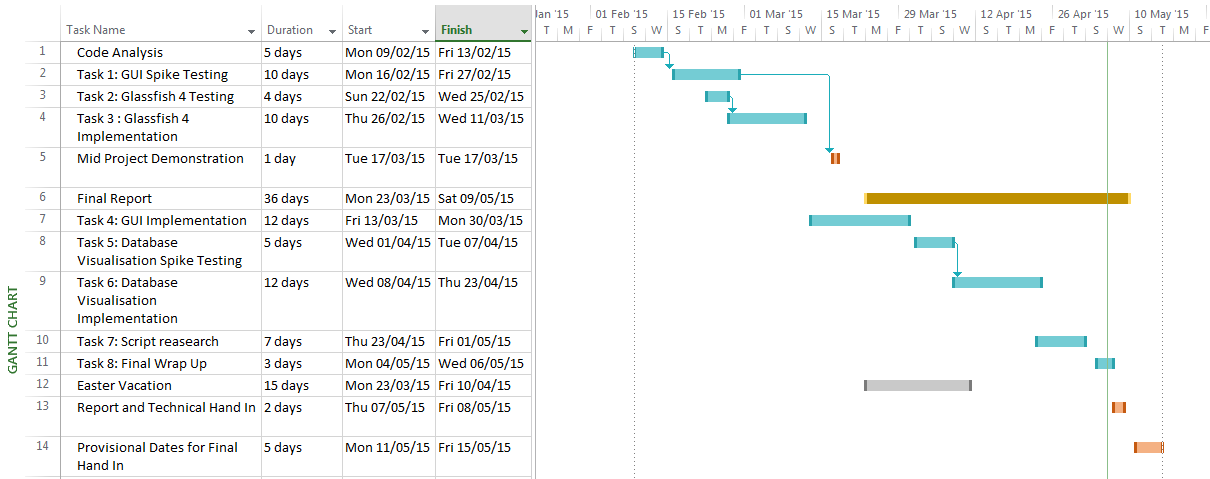 Jan '15 01 Feb '15 15 Feb '15 01 Mar '15 15 Mar '15 29 Mar '15 12 Apr '15 26 Apr '15 10 May '15
Task Name Duration Start Finish T M F T S W S T M F T S W S T M F T S W S T M F T S W S T M F
1 Code Analysis 5 days Mon 09/02/15 Fri 13/02/15
2 Task 1: GUI Spike Testing 10 days Mon 16/02/15 Fri 27/02/15
3 Task 2: Glassfish 4 Testing 4 days Sun 22/02/15 Wed 25/02/15
4 Task 3 : Glassfish 4 10 days Thu 26/02/15 Wed 11/03/15
Implementation
5 Mid Project Demonstration 1 day Tue 17/03/15 Tue 17/03/15
6 Final Report 36 days Mon 23/03/15 Sat 09/05/15
7 Task 4: GUI Implementation 12 days Fri 13/03/15 Mon 30/03/15
8 Task 5: Database 5 days Wed 01/04/15 Tue 07/04/15
Visualisation Spike Testing
9 Task 6: Database 12 days Wed 08/04/15 Thu 23/04/15
Visualisation
Implementation
10 Task 7: Script reasearch 7 days Thu 23/04/15 Fri 01/05/15
11 Task 8: Final Wrap Up 3 days Mon 04/05/15 Wed 06/05/15
12 Easter Vacation 15 days Mon 23/03/15 Fri 10/04/15
13 Report and Technical Hand In 2 days Thu 07/05/15 Fri 08/05/15
14 Provisional Dates for Final 5 days Mon 11/05/15 Fri 15/05/15
Hand In
GANTT CHART